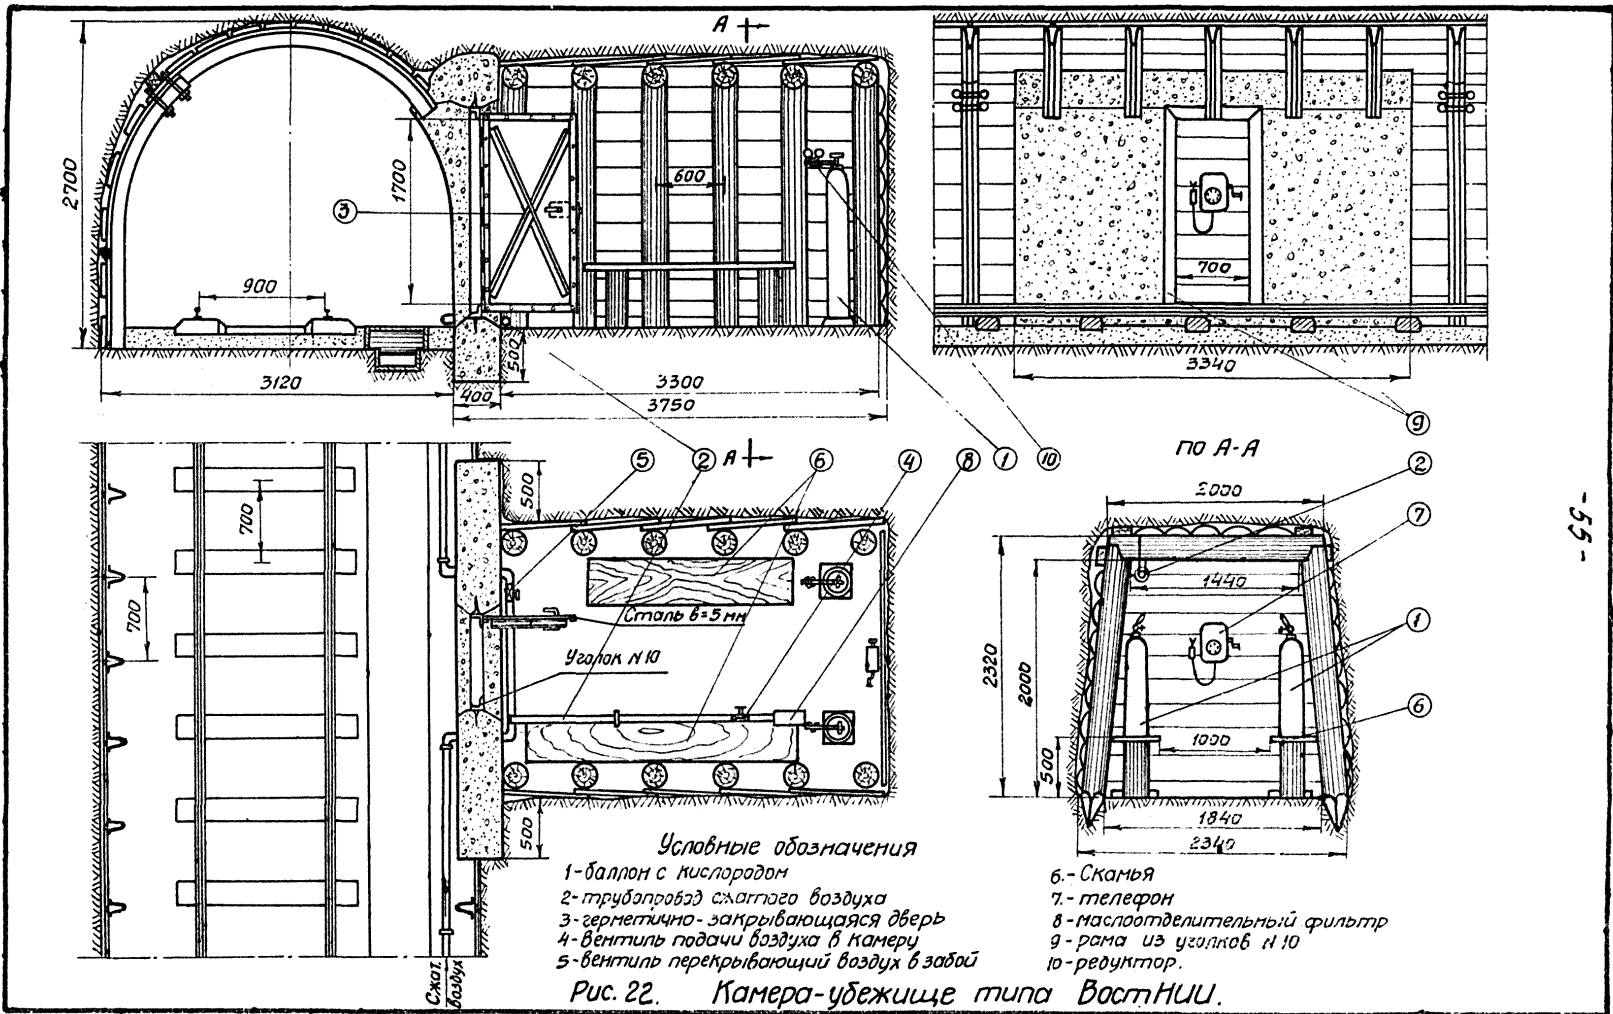 А
2700
1700
3
600
900
700
500
3120
400
3300
3340
3750
9
5
2
А
6
4
8
1
10
по А-А
2
500
2000
7
700
1440
700
Сталь б=5мм
1
2320
2000
Уголок №10
6
1000
500
500
1840
2340
-55-
Условные обозначения
1-баллон с кислородом
2-трубопровод сжатого воздуха
3-герметично-закрывающаяся дверь
4-вентиль подачи воздуха в камеру
5-вентиль перекрывающий воздух в забой
6.-Скамья
7.-телефон
8-маслоотделительный фильтр
9-рама из уголков №10
10-редуктор.
Сжат.
воздух
Рис. 22. Камера-убежище типа ВостНИИ.